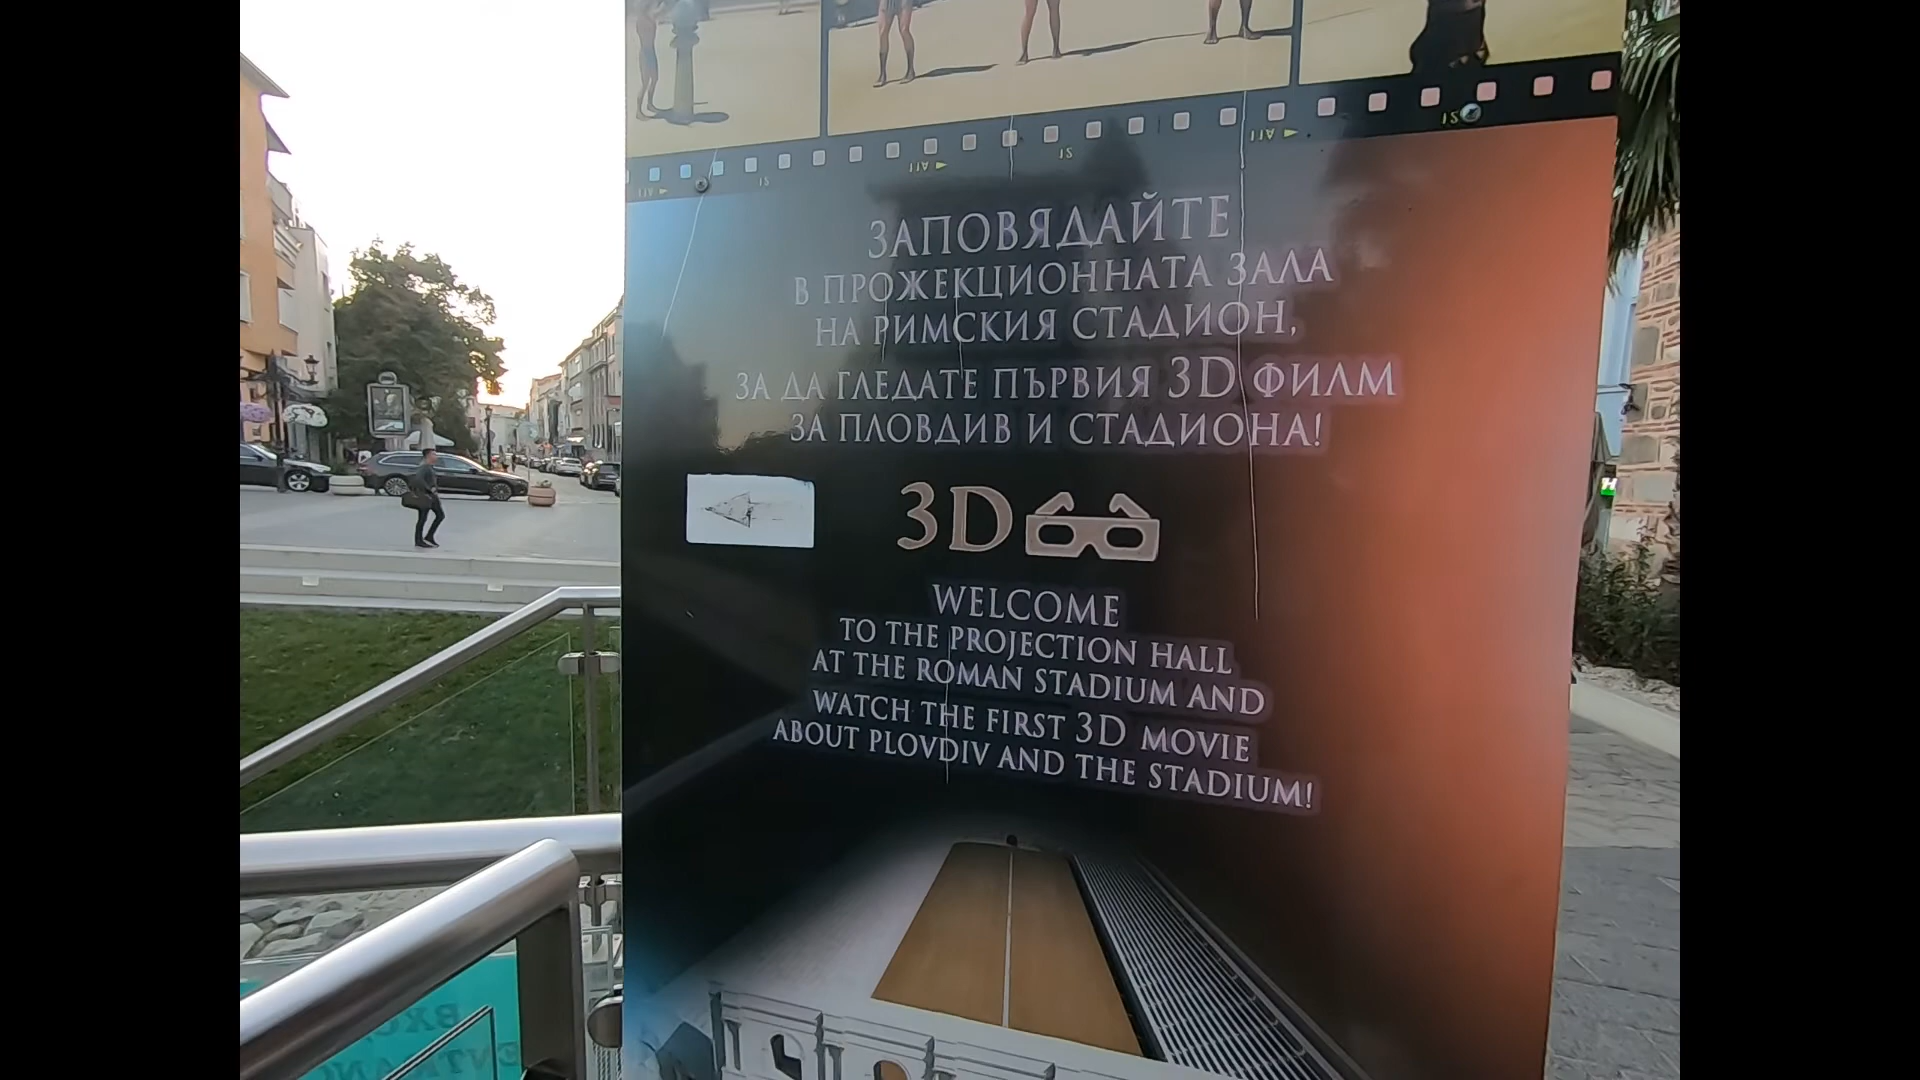 ЗАПОВЯДАЙТЕ
В ПРОЖЕКЦИОННАТА ЗАЛА
НА РИМСКИЯ СТАДИОН,
ЗА ДА ГЛЕДАТЕ ПЪРВИЯ 3D ФИЛМ
ЗА ПЛОВДИВ И СТАДИОНА!
3D
WELCOME
TO THE PROJECTION HALL
AT THE ROMAN STADIUM AND
WATCH THE FIRST 3D MOVIE
ABOUT PLOVDIV AND THE STADIUM!